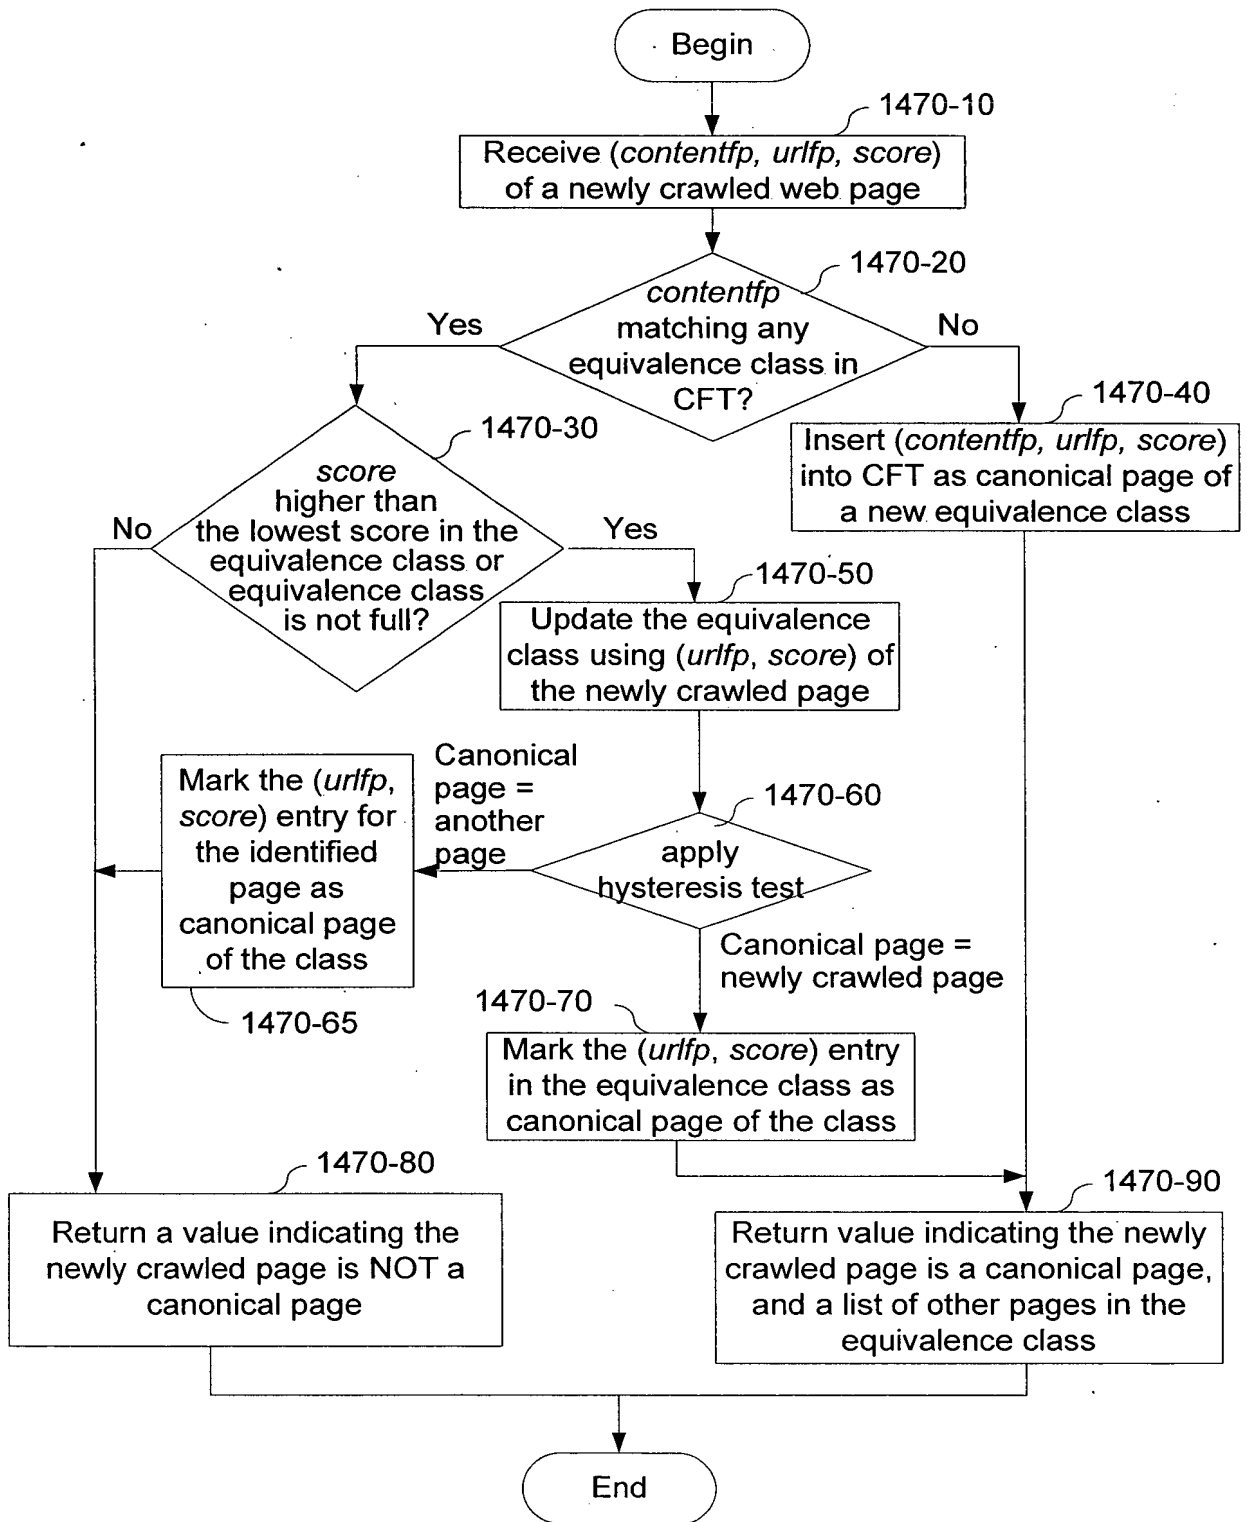 Begin
1470-10
Receive (contentfp, urlfp, score)
of a newly crawled web page
1470-20
contentfp
matching any
equivalence class in
CFT?
Yes
No
1470-30
score
higher than
the lowest score in the
equivalence class or
equivalence class
is not full?
No
Yes
1470-40
Insert (contentfp, urlfp, score)
into CFT as canonical page of
a new equivalence class
1470-50
Update the equivalence
class using (urlfp, score) of
the newly crawled page
1470-60
apply
hysteresis test
Canonical
page =
another
page
Mark the (urlfp,
score) entry for
the identified
page as
canonical page
of the class
1470-65
Canonical page =
newly crawled page
1470-70
Mark the (urlfp, score) entry
in the equivalence class as
canonical page of the class
1470-80
Return a value indicating the
newly crawled page is NOT a
canonical page
1470-90
Return value indicating the newly
crawled page is a canonical page,
and a list of other pages in the
equivalence class
End